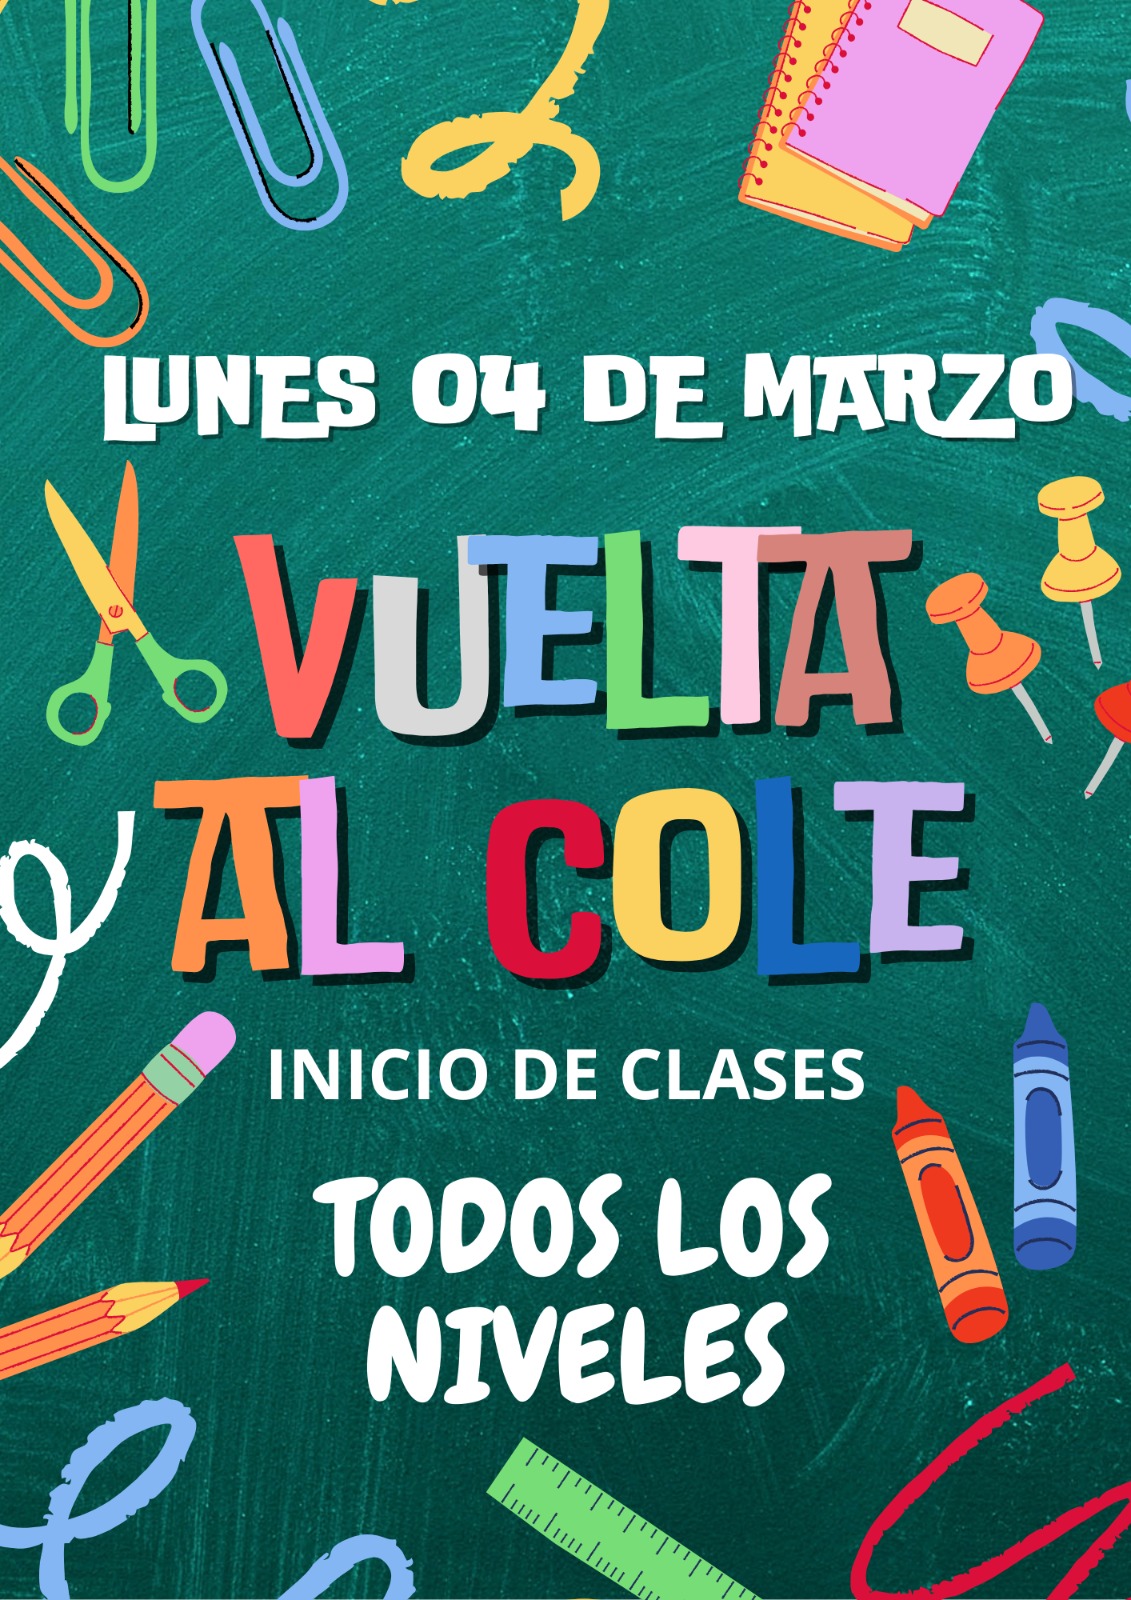 LUNES 04 DE MARZO
VUELTA
AL COLE
INICIO DE CLASES
TODOS LOS
NIVELES